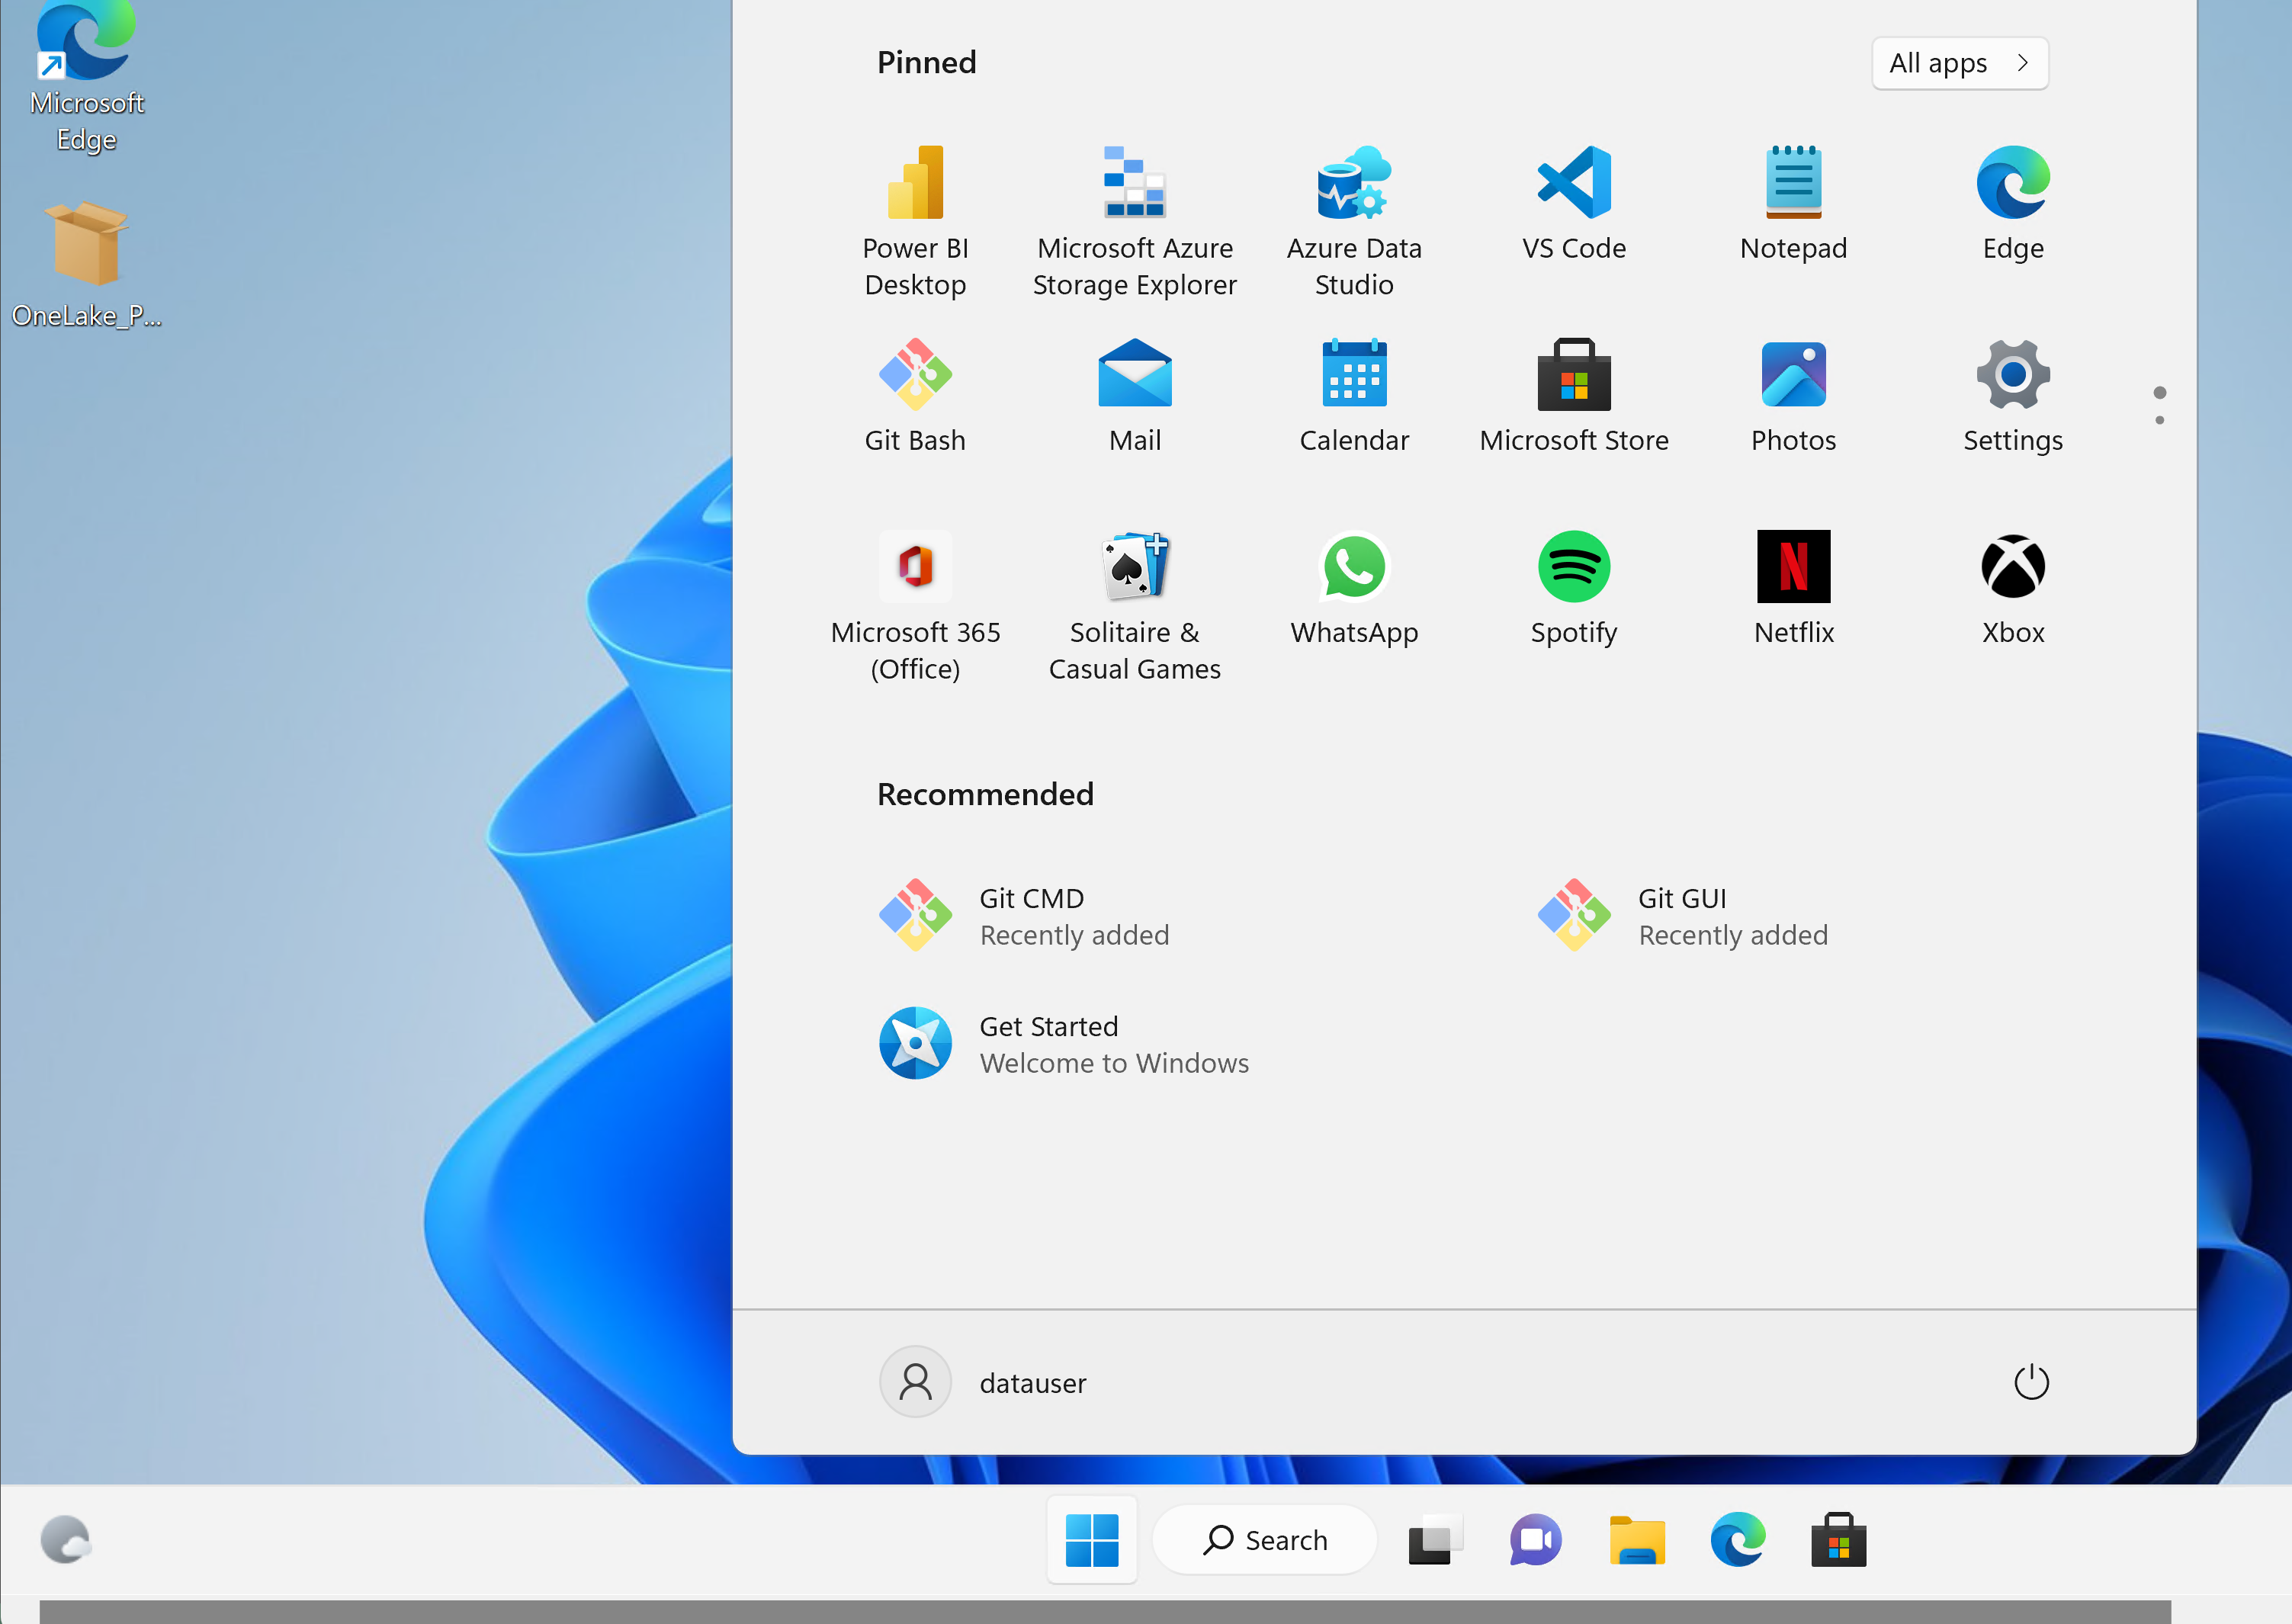 Microsoft
Edge
OneLake_P...
Pinned
All apps
Power BI
Desktop
Microsoft Azure
Storage Explorer
Azure Data
Studio
VS Code
Notepad
Edge
Git Bash
Mail
Calendar
Microsoft Store
Photos
Settings
Microsoft 365
(Office)
Solitaire &
Casual Games
WhatsApp
Spotify
Netflix
Xbox
Recommended
Git CMD
Recently added
Git GUI
Recently added
Get Started
Welcome to Windows
datauser
Search